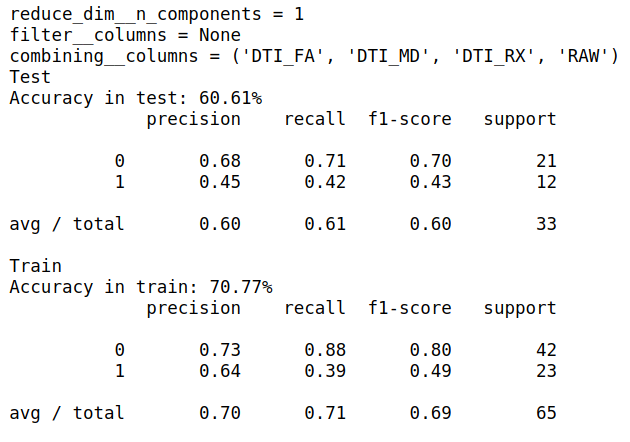 reduce_dim__n_components = 1
filter__columns = None
combining__columns = ('DTI_FA', 'DTI_MD', 'DTI_RX', 'RAW')
Test
Accuracy in test: 60.61%
             precision    recall  f1-score   support

          0       0.68      0.71      0.70        21
          1       0.45      0.42      0.43        12

avg / total       0.60      0.61      0.60        33

Train
Accuracy in train: 70.77%
             precision    recall  f1-score   support

          0       0.73      0.88      0.80        42
          1       0.64      0.39      0.49        23

avg / total       0.70      0.71      0.69        65